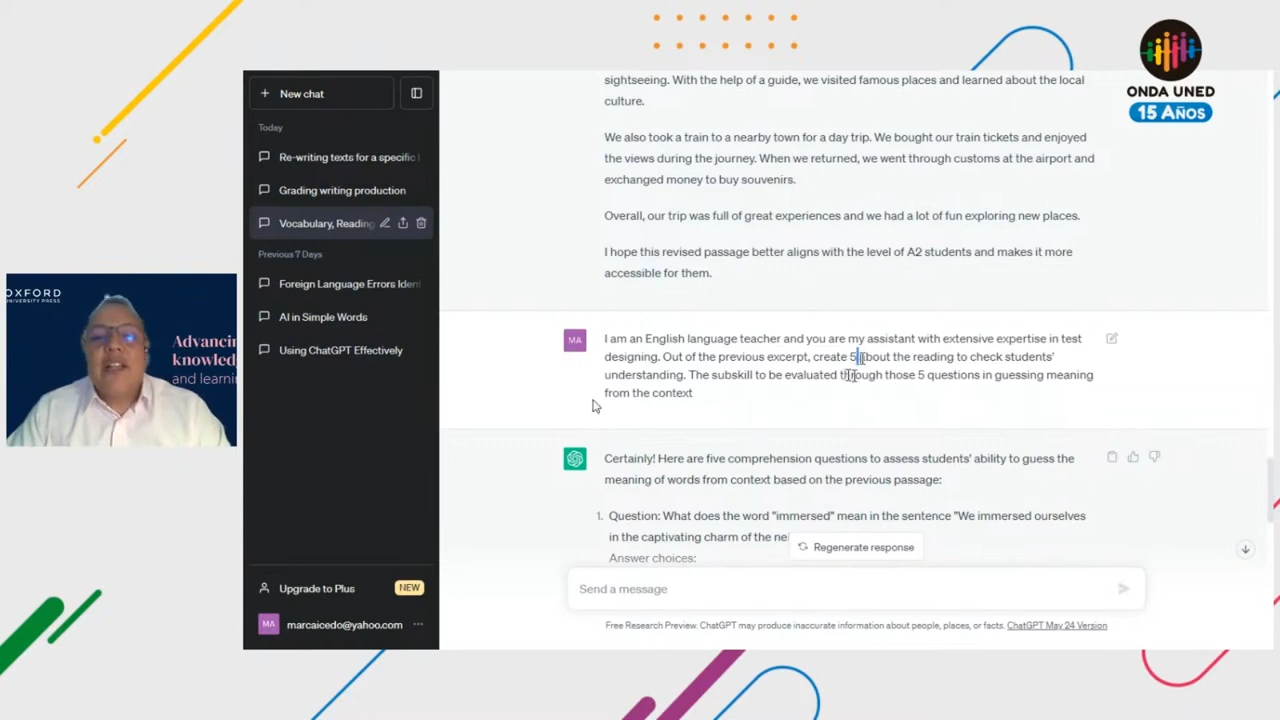 ONDA UNED
15 AÑOS
New chat
Today
Re-writing texts for a specific
Grading writing production
Vocabulary, Reading
Previous 7 Days
Foreign Language Errors Iden
AI in Simple Words
Using ChatGPT Effectively
Upgrade to Plus
NEW
MA
marcaicedo@yahoo.com
OXFORD
UNIVERSITY PRESS
Advancin
knowled
and learnin
sightseeing. With the help of a guide, we visited famous places and learned about the local
culture.
We also took a train to a nearby town for a day trip. We bought our train tickets and enjoyed
the views during the journey. When we returned, we went through customs at the airport and
exchanged money to buy souvenirs.
Overall, our trip was full of great experiences and we had a lot of fun exploring new places.
I hope this revised passage better aligns with the level of A2 students and makes it more
accessible for them.
MA
I am an English language teacher and you are my assistant with extensive expertise in test
designing. Out of the previous excerpt, create 5 about the reading to check students'
understanding. The subskill to be evaluated through those 5 questions in guessing meaning
from the context
Certainly! Here are five comprehension questions to assess students' ability to guess the
meaning of words from context based on the previous passage:
1. Question: What does the word "immersed" mean in the sentence "We immersed ourselves
in the captivating charm of the ne
Answer choices:
Regenerate response
Send a message
Free Research Preview. ChatGPT may produce inaccurate information about people, places, or facts. ChatGPT May 24 Version